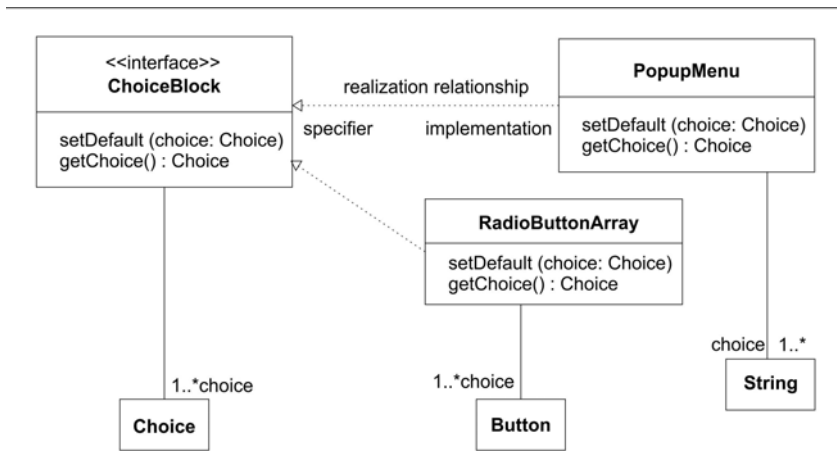 <<interface>>
ChoiceBlock
setDefault (choice: Choice)
getChoice() : Choice
realization relationship
specifier
implementation
PopupMenu
setDefault (choice: Choice)
getChoice() : Choice
RadioButtonArray
setDefault (choice: Choice)
getChoice() : Choice
1..*choice
Choice
1..*choice
Button
choice 1..*
String